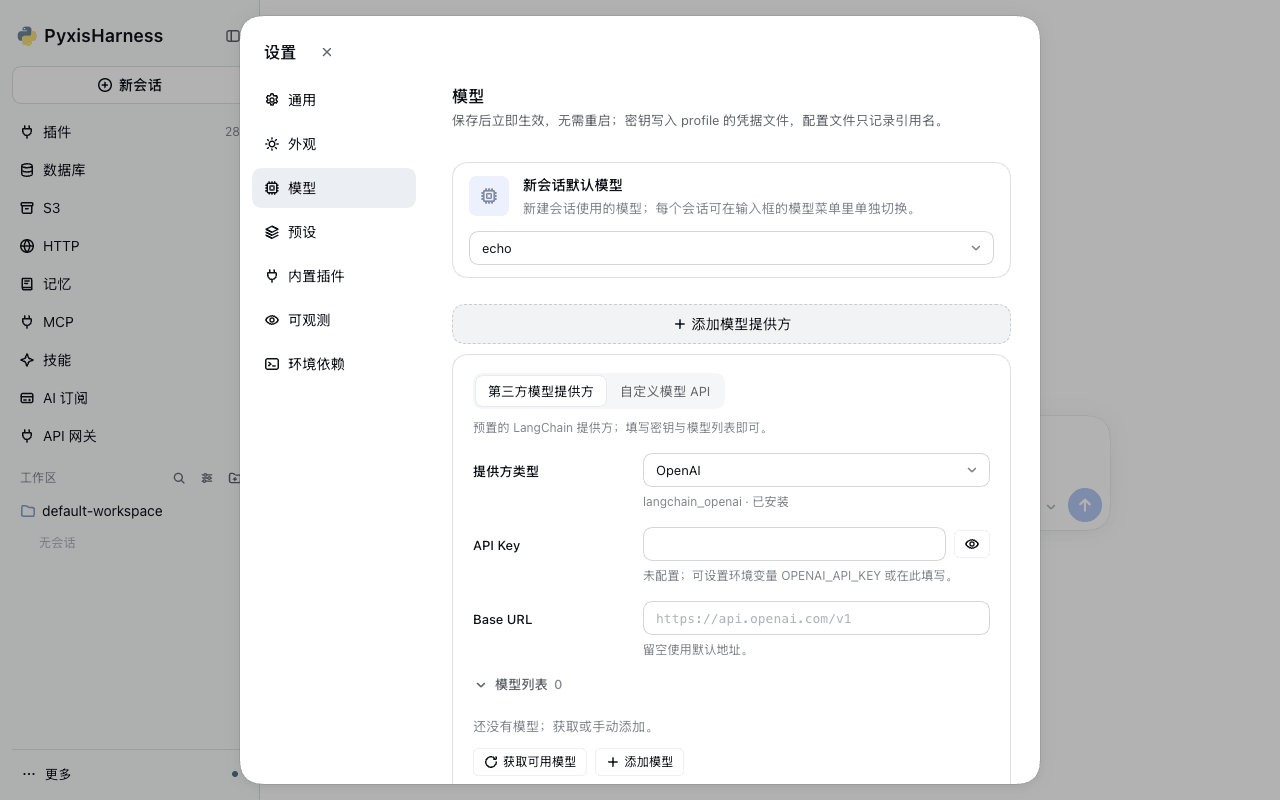 PyxisHarness
新会话
插件
28
数据库
S3
HTTP
记忆
MCP
技能
AI 订阅
API 网关
工作区
default-workspace
无会话
更多
设置
通用
外观
模型
预设
内置插件
可观测
环境依赖
模型
保存后立即生效，无需重启；密钥写入 profile 的凭据文件，配置文件只记录引用名。
新会话默认模型
新建会话使用的模型；每个会话可在输入框的模型菜单里单独切换。
echo
添加模型提供方
第三方模型提供方
自定义模型 API
预置的 LangChain 提供方；填写密钥与模型列表即可。
提供方类型
OpenAI
langchain_openai · 已安装
API Key
未配置；可设置环境变量 OPENAI_API_KEY 或在此填写。
Base URL
https://api.openai.com/v1
留空使用默认地址。
模型列表 0
还没有模型；获取或手动添加。
获取可用模型
添加模型